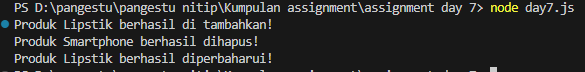 PS D:\pangestu\pangestu nitip\Kumpulan assignment\assignment day 7> node day7.js
Produk Lipstik berhasil di tambahkan!
Produk Smartphone berhasil dihapus!
Produk Lipstik berhasil diperbaharui!